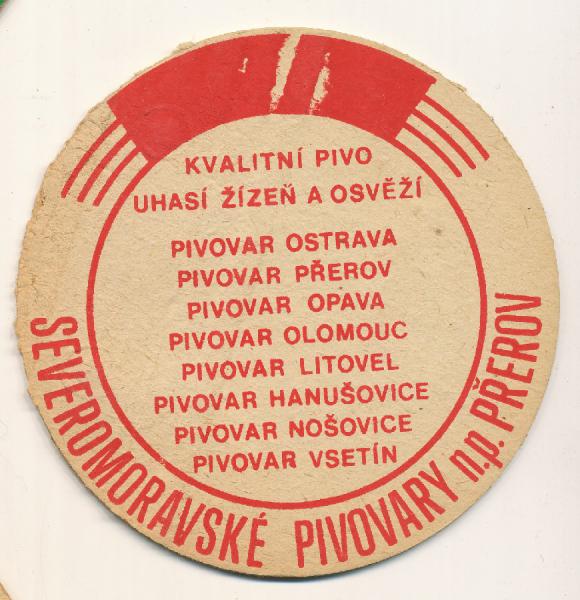 KVALITNÍ PIVO
UHASÍ ŽÍZEŇ A OSVĚŽÍ
PIVOVAR OSTRAVA
PIVOVAR PŘEROV
PIVOVAR OPAVA
PIVOVAR OLOMOUC
PIVOVAR LITOVEL
PIVOVAR HANUŠOVICE
PIVOVAR NOŠOVICE
PIVOVAR VSETÍN
SEVEROMORAVSKÉ PIVOVARY n.p. PŘEROV